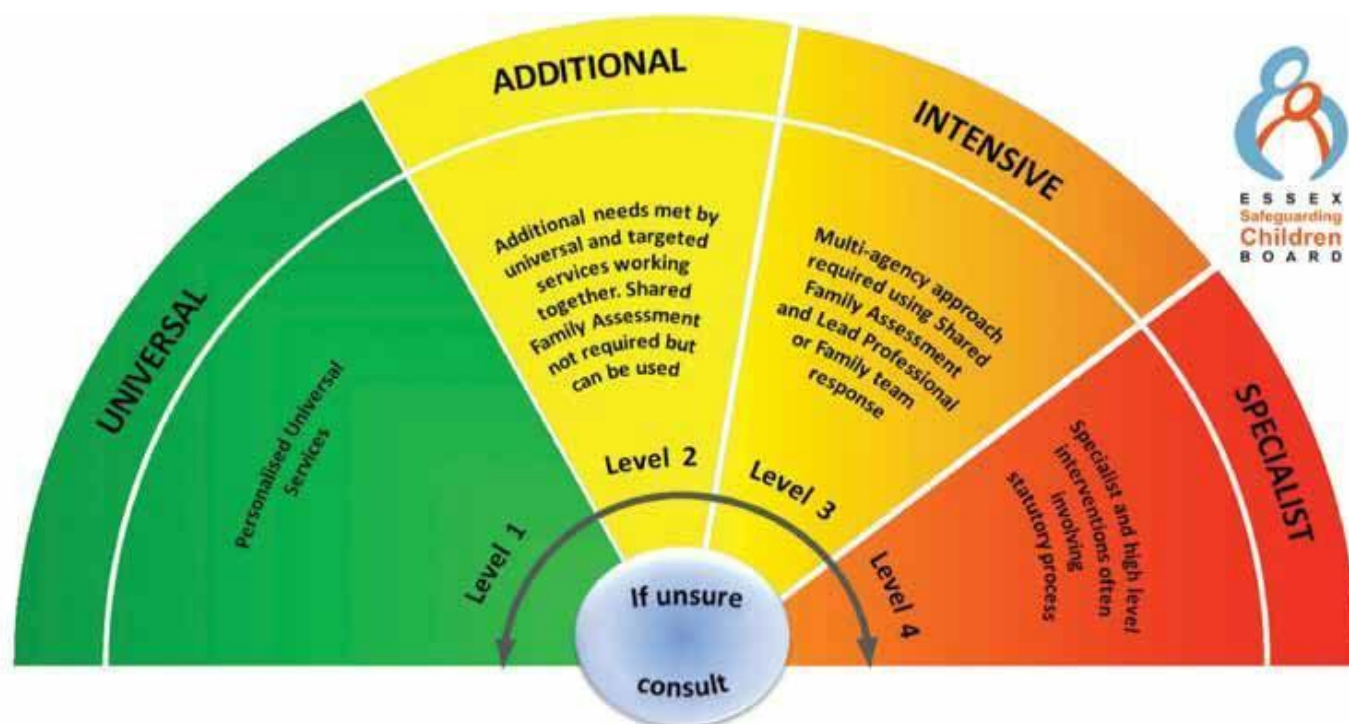 UNIVERSAL
Personalised Universal
Services
Level 1
ADDITIONAL
Additional needs met by
universal and targeted
services working
together. Shared
Family Assessment
not required but
can be used
Level 2
INTENSIVE
Multi-agency approach
required using Shared
Family Assessment
and Lead Professional
or Family team
response
Level 3
SPECIALIST
Specialist and high level
interventions often
involving
statutory process
Level 4
If unsure
consult
ESSEX
Safeguarding
Children
BOARD